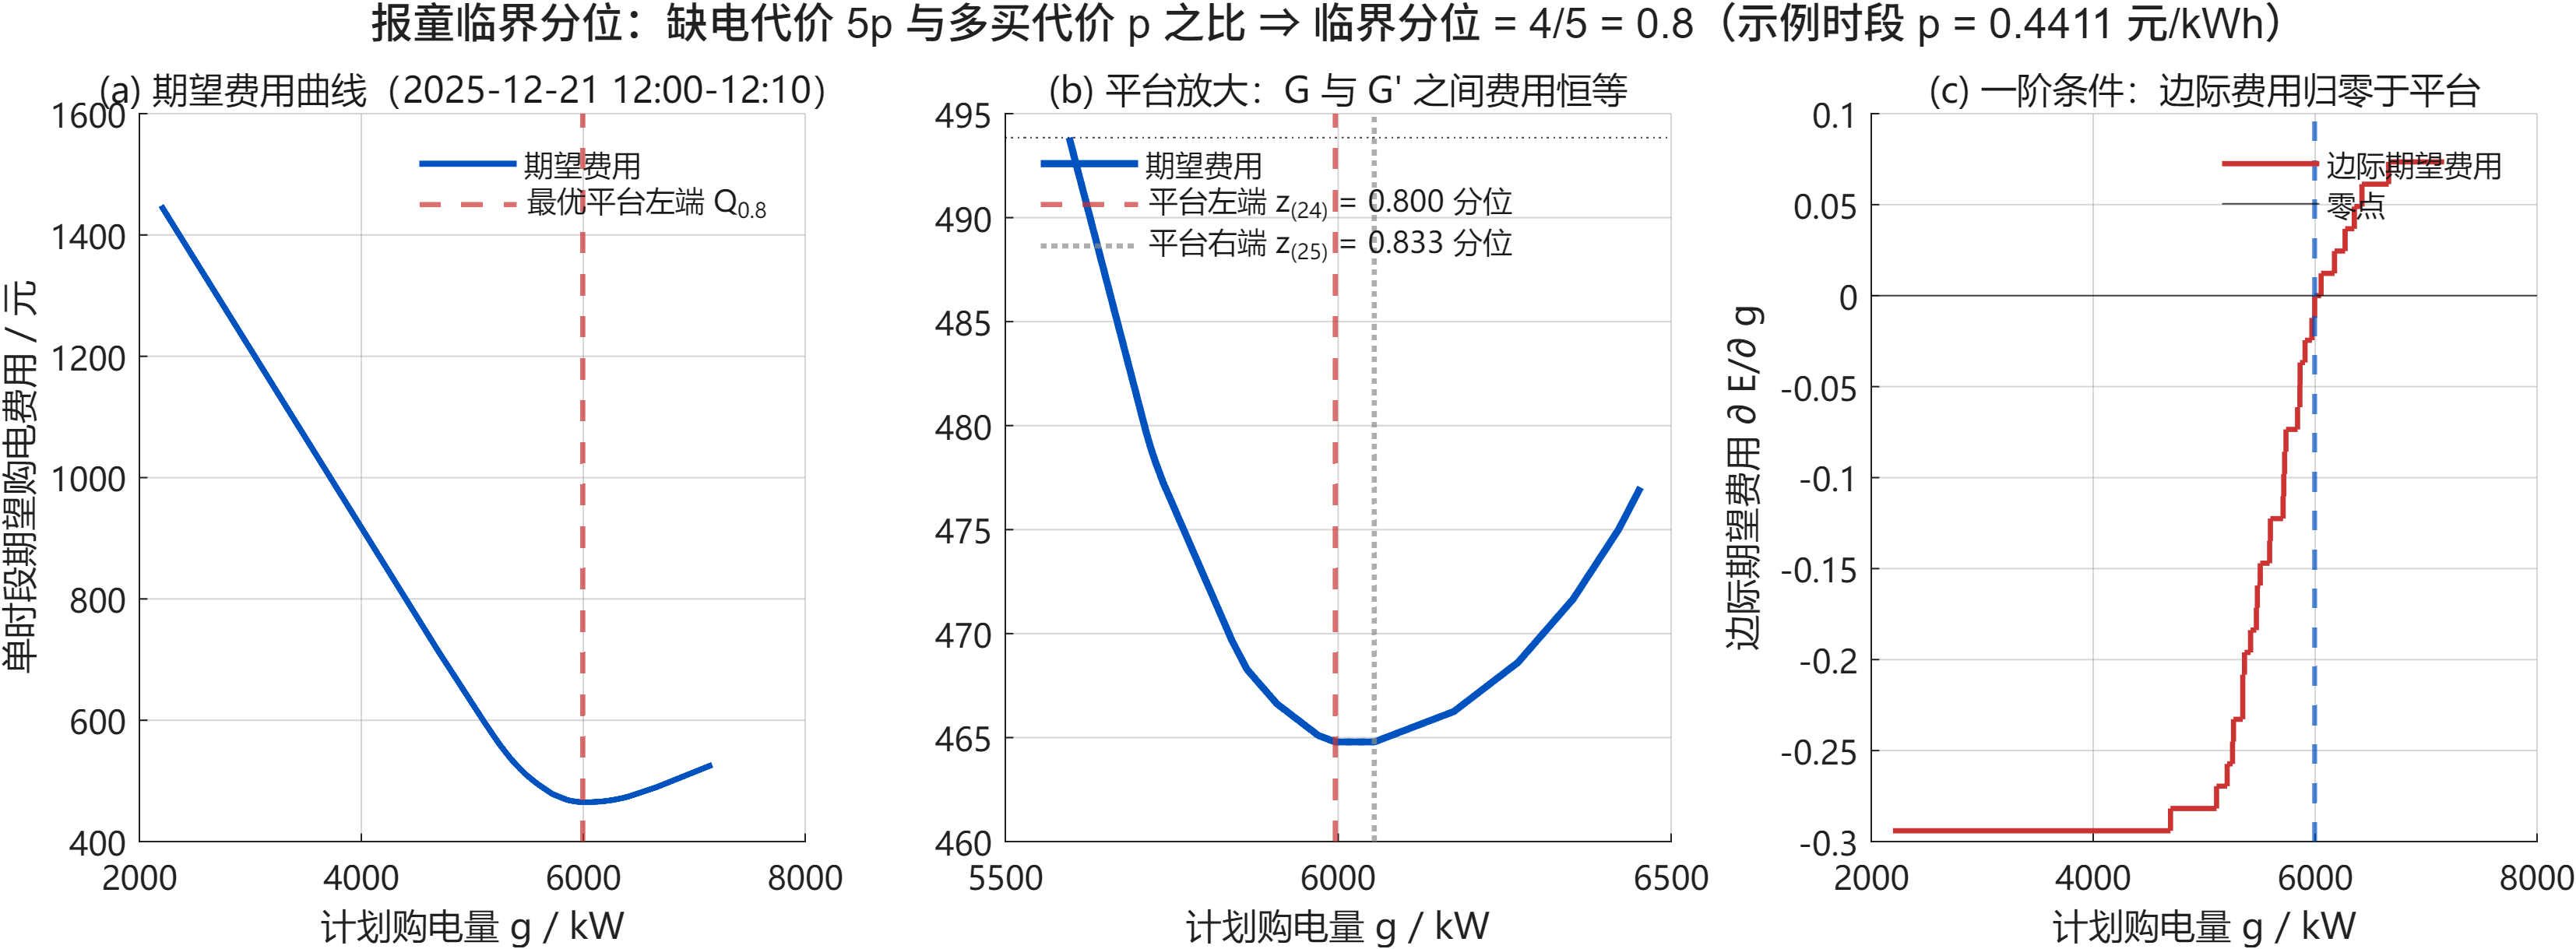 报童临界分位：缺电代价 5p 与多买代价 p 之比 ⇒ 临界分位 = 4/5 = 0.8（示例时段 p = 0.4411 元/kWh）
(a) 期望费用曲线（2025-12-21 12:00-12:10）
单时段期望购电费用 / 元
1600
1400
1200
1000
800
600
400
2000 4000 6000 8000
计划购电量 g / kW
期望费用
最优平台左端 Q0.8
(b) 平台放大：G 与 G' 之间费用恒等
495
490
485
480
475
470
465
460
5500 6000 6500
计划购电量 g / kW
期望费用
平台左端 z(24) = 0.800 分位
平台右端 z(25) = 0.833 分位
(c) 一阶条件：边际费用归零于平台
边际期望费用 ∂ E/∂ g
0.1
0.05
0
-0.05
-0.1
-0.15
-0.2
-0.25
-0.3
2000 4000 6000 8000
计划购电量 g / kW
边际期望费用
零点